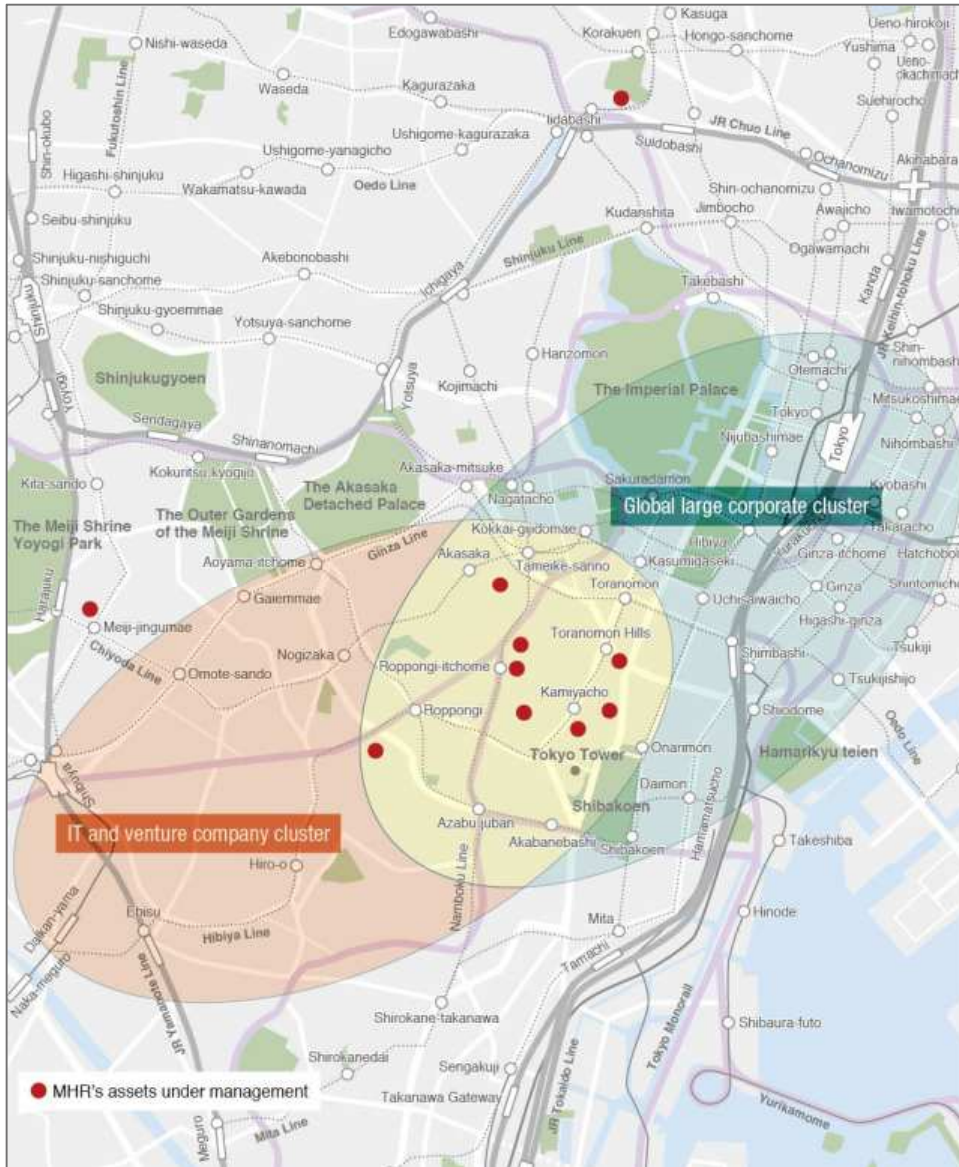 Edogawabashi
Korakuen
Kasuga
Hongo-sanchome
Ueno-hirokoji
Yushima
Ueno-
okachimach
Nishi-waseda
Waseda
Kagurazaka
Iidabashi
Suehirocho
JR Chuo Line
Suidobashi
Ochanomizu
Akihabara
Shin-okubo
Fukutoshin Line
Ushigome-kagurazaka
Ushigome-yanagicho
Higashi-shinjuku
Wakamatsu-kawada
Oedo Line
Shin-ochanomizu
Kudanshita
Jimbocho
Awajicho
Iwamotocho
Ogawamachi
Seibu-shinjuku
Shinjuku-nishiguchi
Shinjuku-sanchome
Akebonobashi
Ichigaya
Shinjuku Line
Takebashi
Kanda
JR Keihin-tohoku Line
Shinjuku
Shinjuku-gyoemmae
Yotsuya-sanchome
Hanzomon
Shin-
nihombashi
Otemachi
Yoyogi
Shinjukugyoen
Yotsuya
Kojimachi
The Imperial Palace
Mitsukoshimae
Tokyo
Tokyo
Nijubashimae
Nihombashi
Sendagaya
Shinanomachi
Kokuritsu-kyogijo
Akasaka-mitsuke
Nagatacho
Sakuradamon
Kyobashi
Kita-sando
The Akasaka
Detached Palace
Global large corporate cluster
Takaracho
The Meiji Shrine
Yoyogi Park
The Outer Gardens
of the Meiji Shrine
Ginza Line
Kokkai-gijidomae
Hibiya
Yurakucho
Ginza-itchome
Hatchobori
Aoyama-itchome
Akasaka
Tameike-sanno
Kasumigaseki
Toranomon
Ginza
Shintomicho
Harajuku
Gaiemmae
Uchisaiwaicho
Higashi-ginza
Meiji-jingumae
Chiyoda Line
Nogizaka
Toranomon Hills
Tsukiji
Omote-sando
Roppongi-itchome
Shimbashi
Tsukijishijo
Kamiyacho
Roppongi
Shiodome
Oedo Line
Shibuya
Tokyo Tower
Onarimon
Hamarikyu teien
Daimon
Shibakoen
Hamamatsucho
IT and venture company cluster
Azabu juban
Akabanebashi
Shibakoen
Takeshiba
Hiro-o
Namboku Line
Daikan-yama
Ebisu
Hibiya Line
Mita
Hinode
Tamachi
Naka-meguro
JR Yamanote Line
Shirokane-takanawa
Tokyo Monorail
Shibaura-futo
Shirokanedai
Sengakuji
MHR's assets under management
Takanawa Gateway
JR Tokaido Line
Yurikamome
Meguro
Mita Line